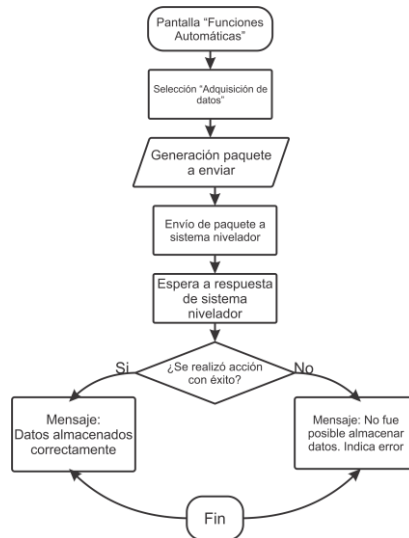 Pantalla “Funciones
Automáticas”
Selección “Adquisición de
datos”
Generación paquete
a enviar
Envío de paquete a
sistema nivelador
Espera a respuesta
de sistema
nivelador
Si
¿Se realizó acción
con éxito?
No
Mensaje:
Datos almacenados
correctamente
Mensaje: No fue
posible almacenar
datos. Indica error
Fin